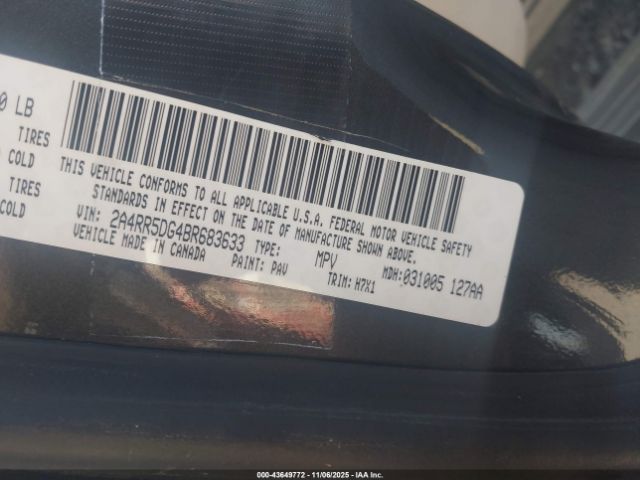 0 LB
TIRES
COLD
TIRES
COLD
THIS VEHICLE CONFORMS TO ALL APPLICABLE U.S.A. FEDERAL MOTOR VEHICLE SAFETY
STANDARDS IN EFFECT ON THE DATE OF MANUFACTURE SHOWN ABOVE.
VIN: 2A4RR5DG4BR683633 TYPE: MPV MDH: 031005 127AA
VEHICLE MADE IN CANADA PAINT: PAV TRIM: H7X1
000-43649772 | 11/06/2025 - IAA Inc.